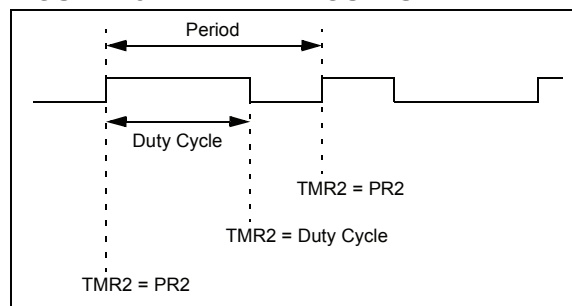 Period
Duty Cycle
TMR2 = PR2
TMR2 = Duty Cycle
TMR2 = PR2